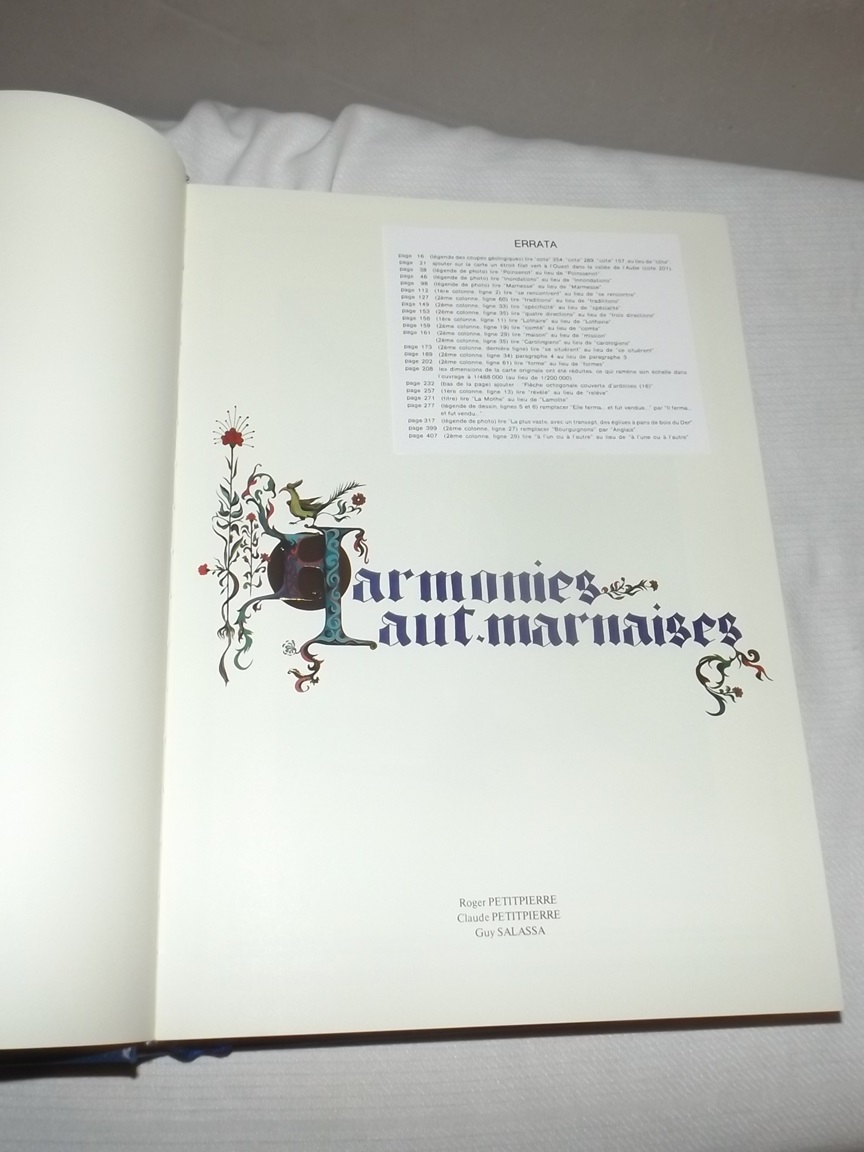 ERRATA
page 16 (légende des coupes géologiques) lire "cote" 354, "cote" 289, "cote" 157, au lieu de "côte".
page 31 ajouter sur la carte un étroit filet vert à l'Ouest dans la vallée de l'Aube (cote 201).
page 38 (légende de photo) lire au lieu de
page 46 (légende de photo) lire "Inondations" au lieu de "Innondations"
page 98 (légende de photo) lire "Marnesse" au lieu de "Marmesse"
page 112 (1ère colonne, ligne 2) lire "se rencontrent" au lieu de "se rencontre"
page 127 (2ème colonne, ligne 60) lire "traditions" au lieu de "traditions"
page 149 (2ème colonne, ligne 33) lire "spécificité" au lieu de "spécialité"
page 153 (2ème colonne, ligne 35) lire "quatre directions" au lieu de "trois directions"
page 156 (1ère colonne, ligne 11) lire "Lothaire" au lieu de
page 159 (2ème colonne, ligne 19) lire "comté" au lieu de "comta"
page 161 (2ème colonne, ligne 29) lire "maison" au lieu de "mission"
(2ème colonne, ligne 35) lire "Carolingiens" au lieu de "carolingiens"
page 173 (2ème colonne, dernière ligne) lire "se situèrent" au lieu de "ce situèrent"
page 189 (2ème colonne, ligne 34) paragraphe 4 au lieu de paragraphe 3
page 202 (2ème colonne, ligne 61) lire "forme" au lieu de "formes"
page 208 les dimensions de la carte originale ont été réduites, ce qui ramène son échelle dans
l'ouvrage à 1/488 000 (au lieu de 1/200 000)
page 232 (bas de la page) ajouter : "Flèche octogonale couverte d'ardoises (16)"
page 257 (1ère colonne, ligne 13) lire "révèle" au lieu de "relève"
page 271 (titre) lire "La Mothe" au lieu de "Lamotte"
page 277 (légende de dessin, lignes 5 et 6) remplacer "Elle ferma... et fut vendue..." par "Il ferma...
et fut vendu..."
page 317 (légende de photo) lire "La plus vaste, avec un transept, des églises à pans de bois du Der"
page 399 (2ème colonne, ligne 27) remplacer "Bourguignons" par "Anglais"
page 407 (2ème colonne, ligne 20) lire "à l'un ou à l'autre" au lieu de "à l'une ou à l'autre"
Harmonies
aut.marnaises
Roger PETITPIERRE
Claude PETITPIERRE
Guy SALASSA